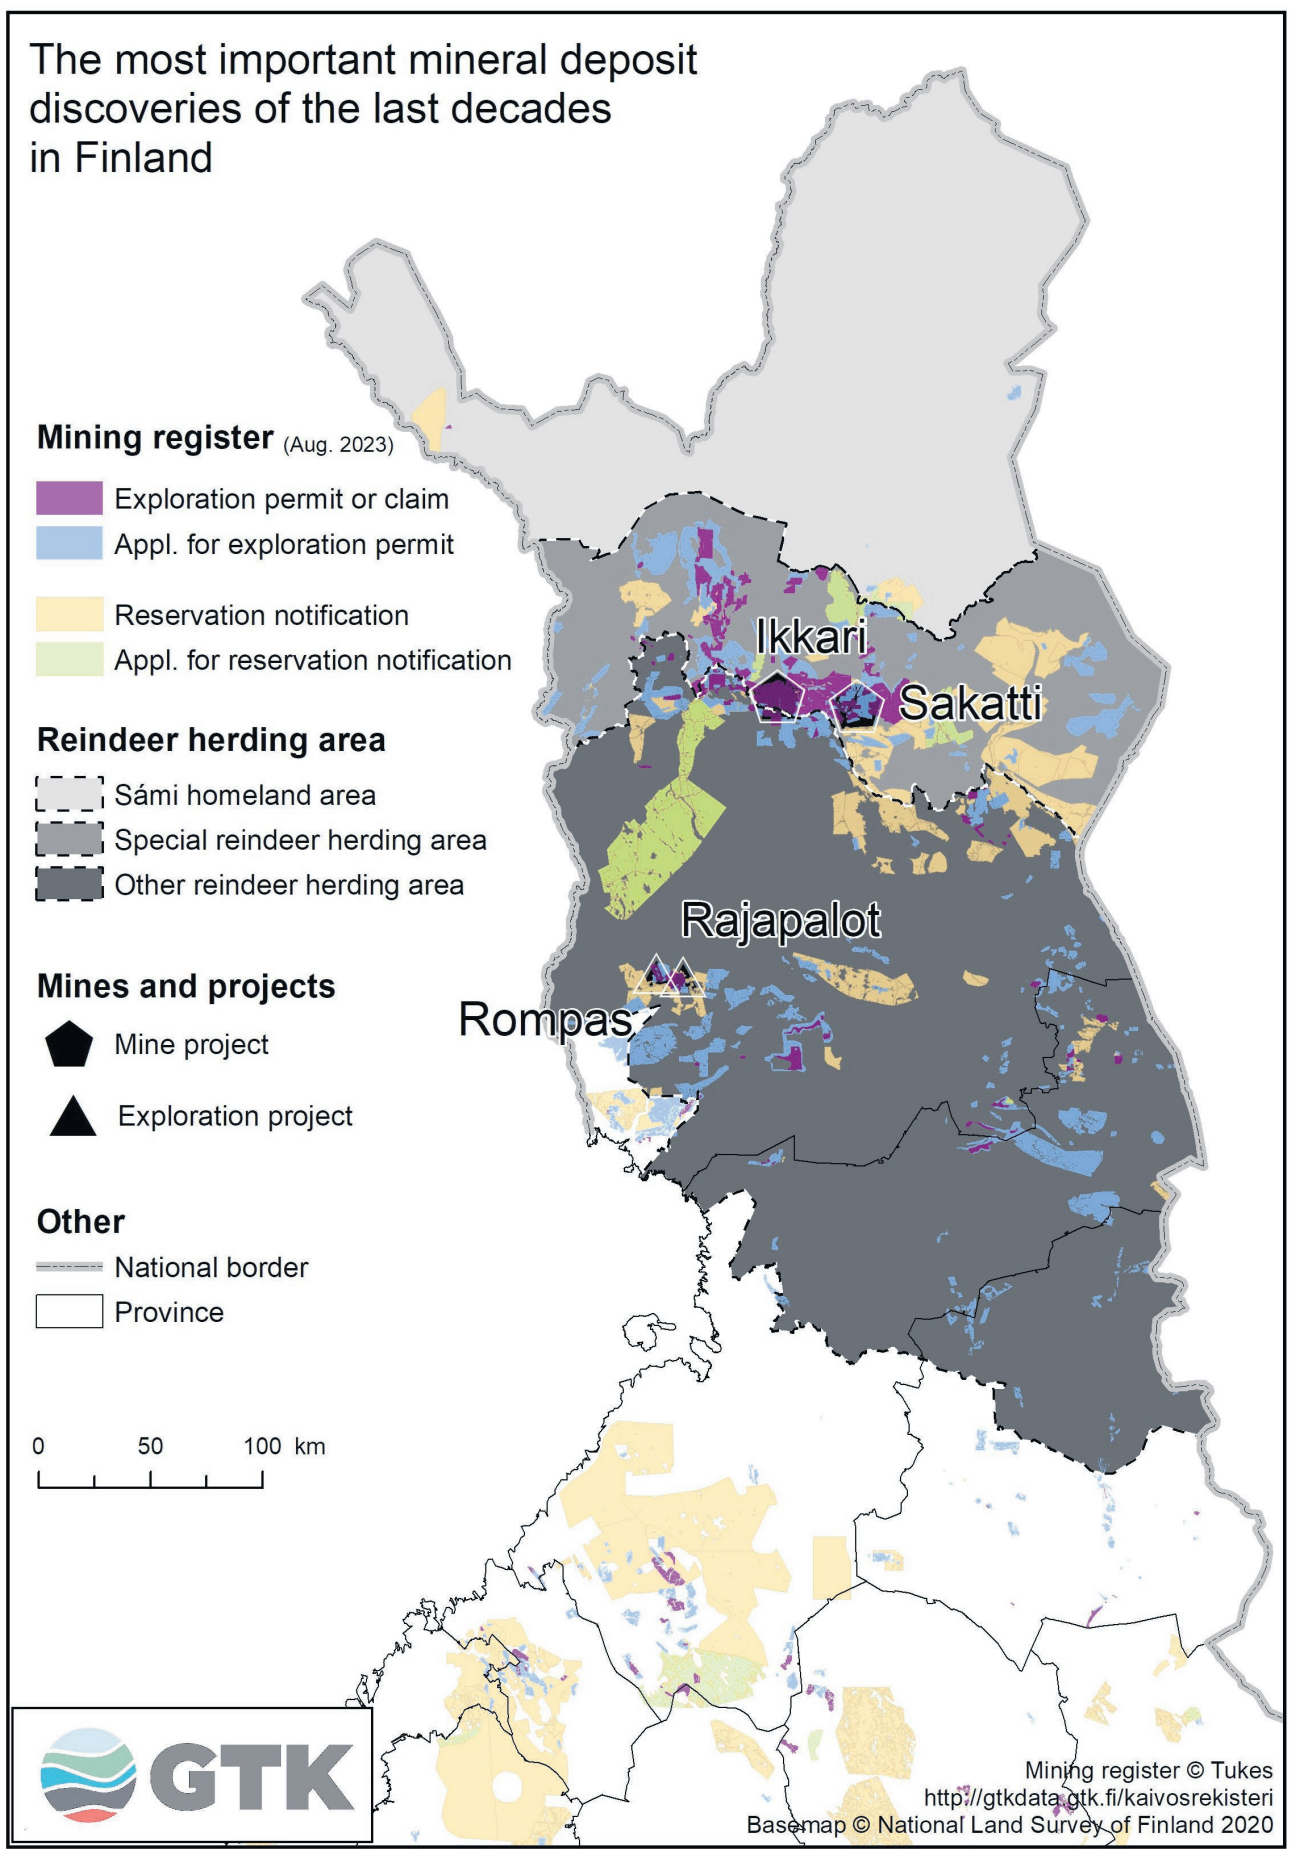 The most important mineral deposit
discoveries of the last decades
in Finland
Mining register (Aug. 2023)
Exploration permit or claim
Appl. for exploration permit
Reservation notification
Appl. for reservation notification
Reindeer herding area
Sámi homeland area
Special reindeer herding area
Other reindeer herding area
Mines and projects
Mine project
Exploration project
Other
National border
Province
0 50 100 km
Ikkari
Sakatti
Rajapalot
Rompas
GTK
Mining register © Tukes
http://gtkdata.gtk.fi/kaivosrekisteri
Basemap © National Land Survey of Finland 2020